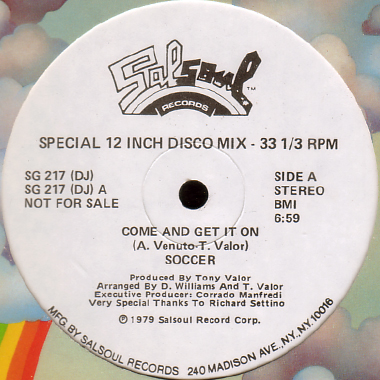 Salsoul TM
RECORDS
SPECIAL 12 INCH DISCO MIX - 33 1/3 RPM
SG 217 (DJ) SIDE A
SG 217 (DJ) A STEREO
NOT FOR SALE BMI
6:59
COME AND GET IT ON
(A. Venuto-T. Valor)
SOCCER
Produced By Tony Valor
Arranged By D. Williams And T. Valor
Executive Producer: Corrado Manfredi
Very Special Thanks To Richard Settino
℗ 1979 Salsoul Record Corp.
MFG. BY SALSOUL RECORDS 240 MADISON AVE., N.Y., N.Y. 10016